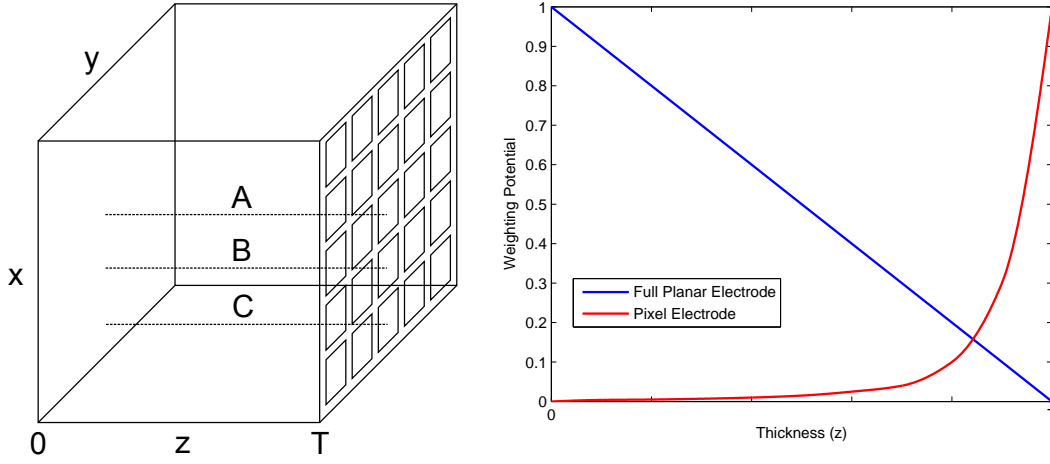 y
A
B
C
x
0
z
T
1
0.9
0.8
0.7
0.6
0.5
0.4
0.3
0.2
0.1
0
Weighting Potential
Full Planar Electrode
Pixel Electrode
0
Thickness (z)